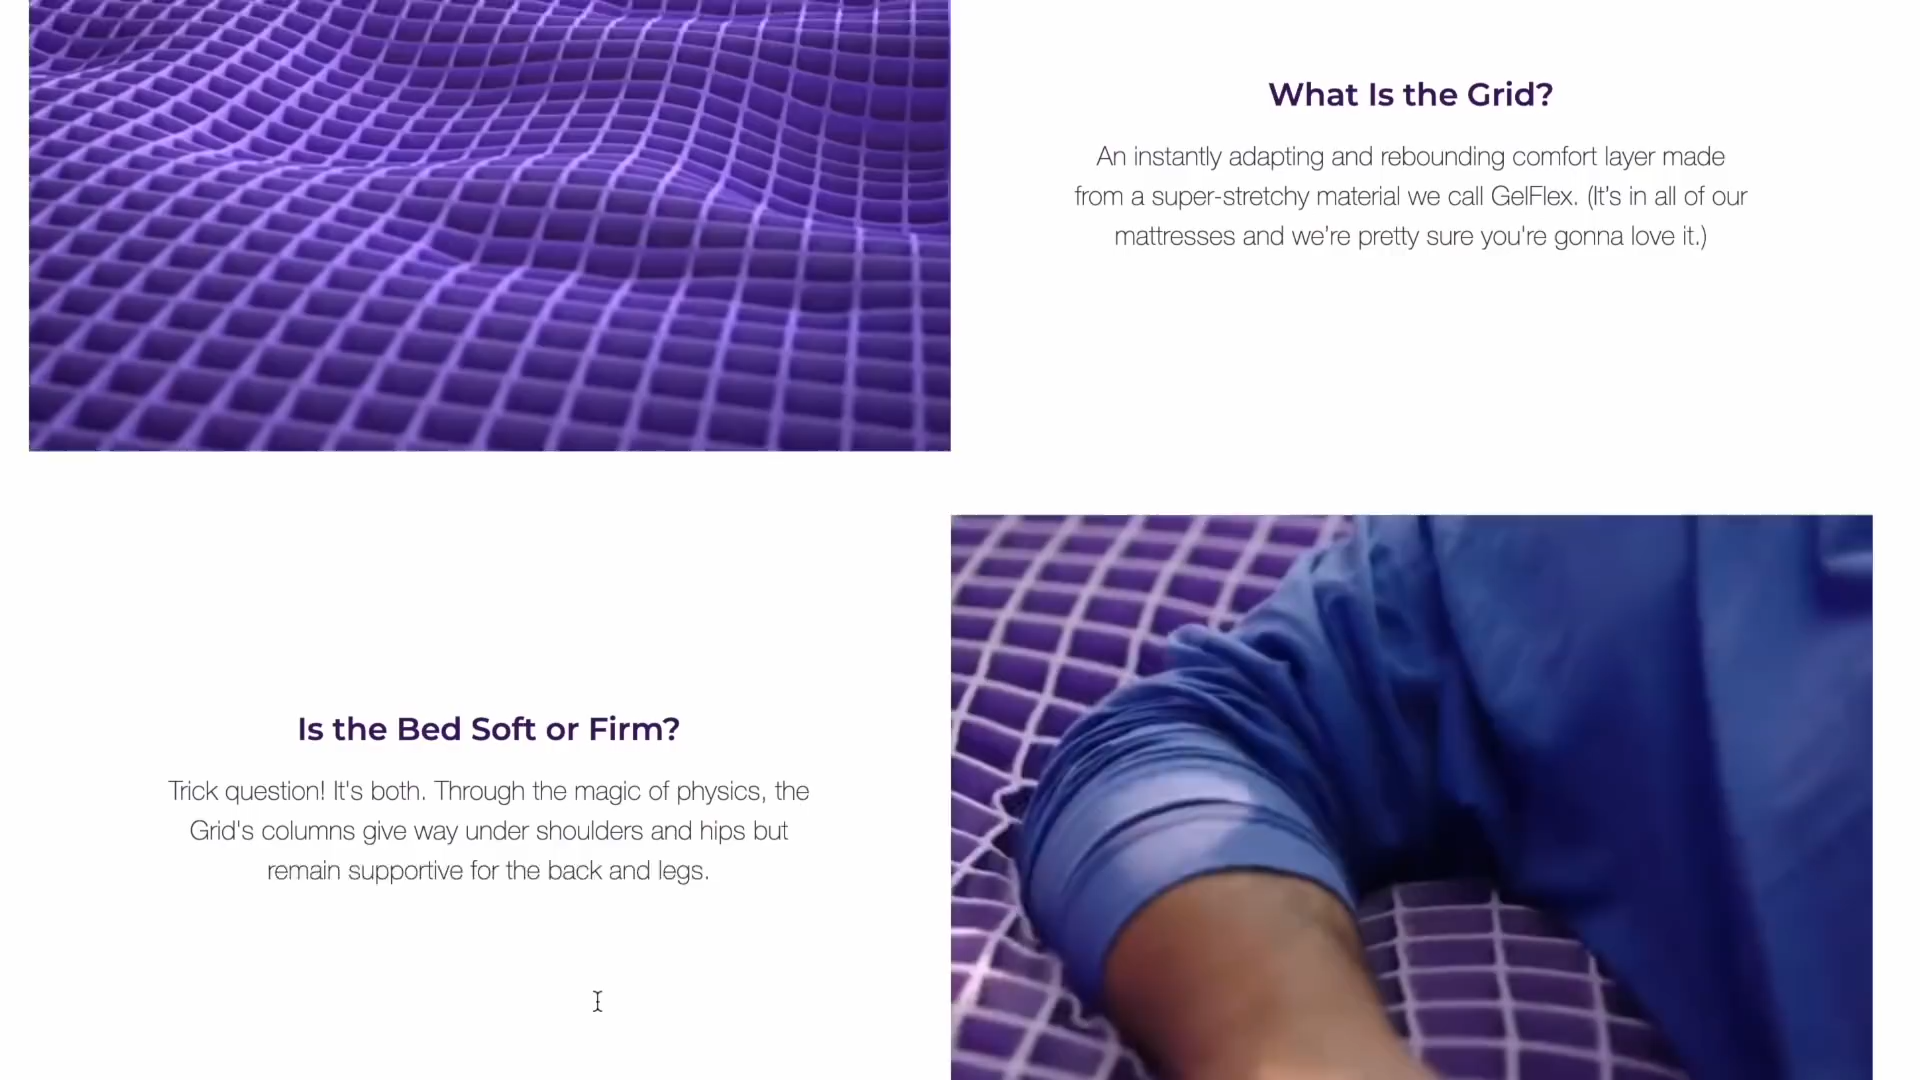 What Is the Grid?
An instantly adapting and rebounding comfort layer made
from a super-stretchy material we call GelFlex. (It's in all of our
mattresses and we're pretty sure you're gonna love it.)
Is the Bed Soft or Firm?
Trick question! It's both. Through the magic of physics, the
Grid's columns give way under shoulders and hips but
remain supportive for the back and legs.